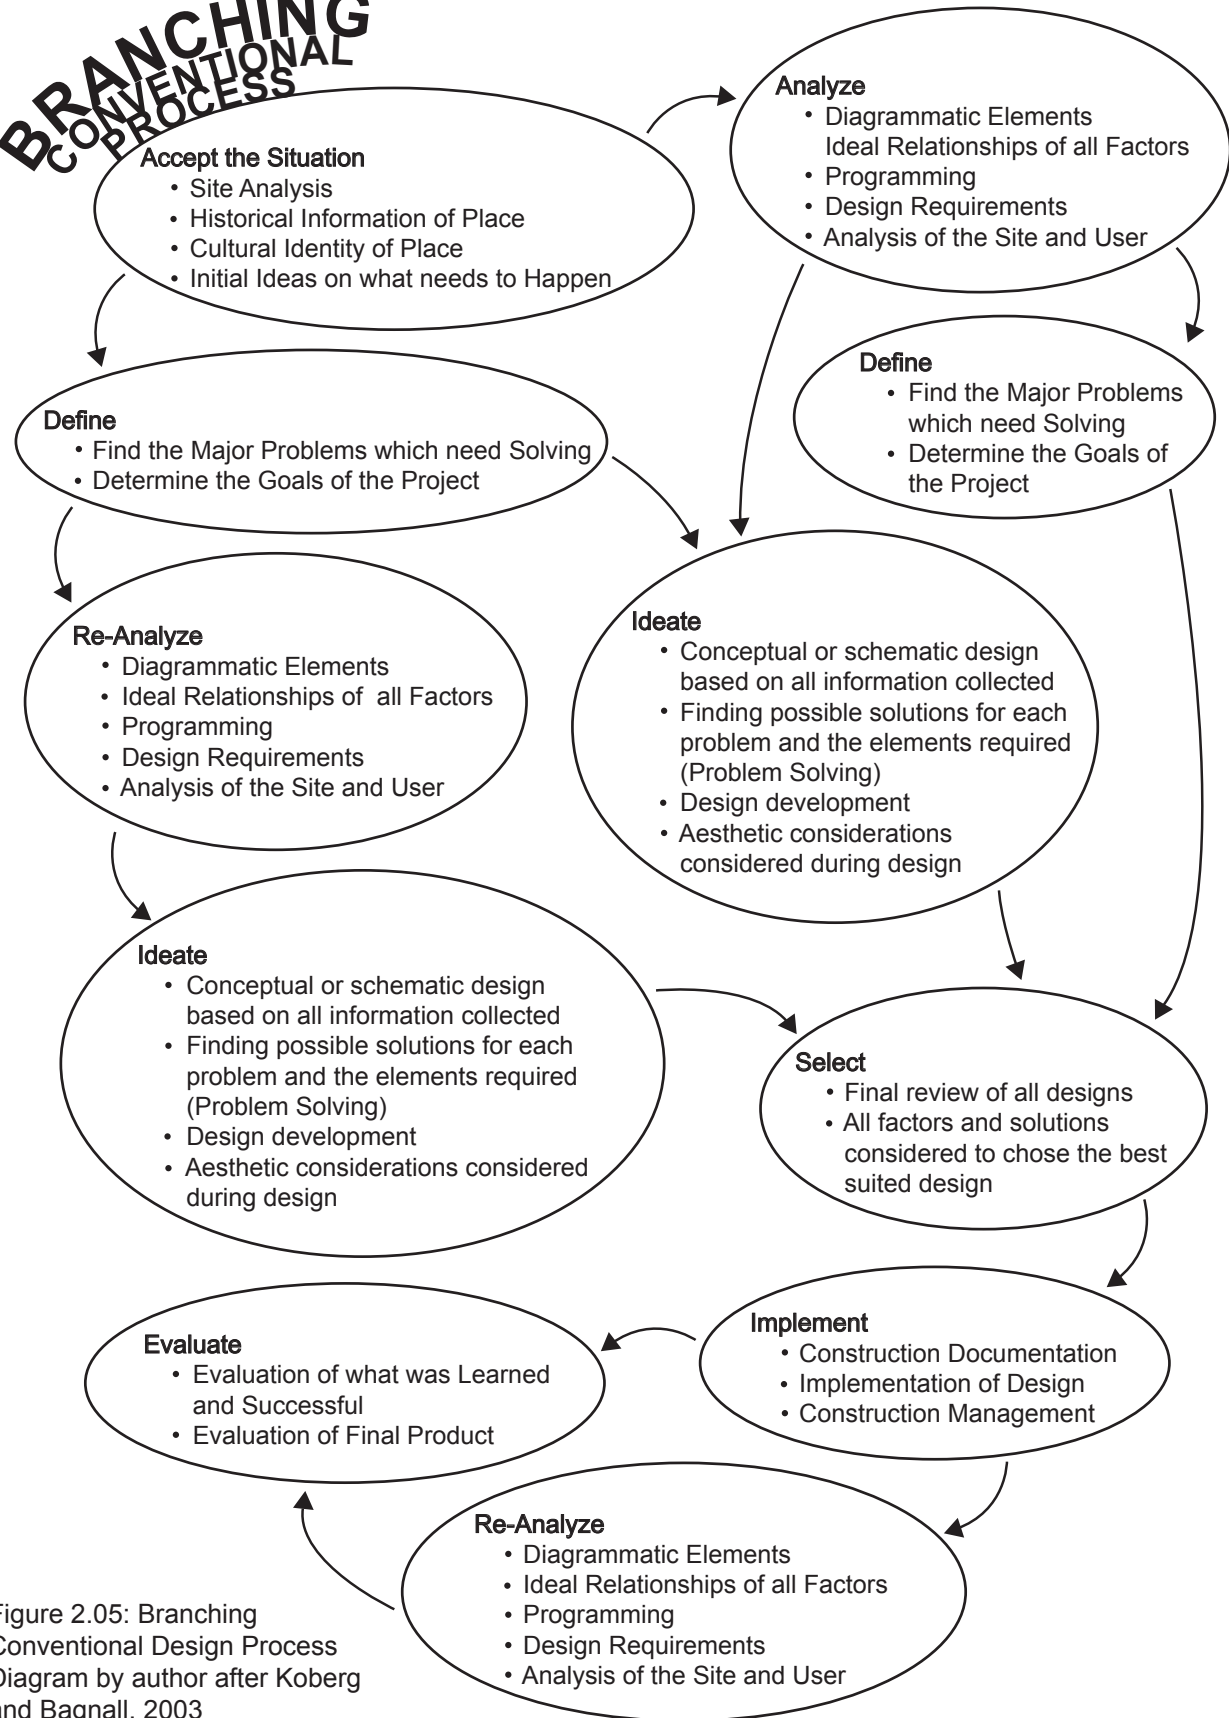 BRANCHING
CONVENTIONAL
PROCESS
Accept the Situation
• Site Analysis
• Historical Information of Place
• Cultural Identity of Place
• Initial Ideas on what needs to Happen
Analyze
• Diagrammatic Elements
Ideal Relationships of all Factors
• Programming
• Design Requirements
• Analysis of the Site and User
Define
• Find the Major Problems which need Solving
• Determine the Goals of the Project
Define
• Find the Major Problems
which need Solving
• Determine the Goals of
the Project
Re-Analyze
• Diagrammatic Elements
• Ideal Relationships of all Factors
• Programming
• Design Requirements
• Analysis of the Site and User
Ideate
• Conceptual or schematic design
based on all information collected
• Finding possible solutions for each
problem and the elements required
(Problem Solving)
• Design development
• Aesthetic considerations
considered during design
Ideate
• Conceptual or schematic design
based on all information collected
• Finding possible solutions for each
problem and the elements required
(Problem Solving)
• Design development
• Aesthetic considerations considered
during design
Select
• Final review of all designs
• All factors and solutions
considered to chose the best
suited design
Implement
• Construction Documentation
• Implementation of Design
• Construction Management
Evaluate
• Evaluation of what was Learned
and Successful
• Evaluation of Final Product
Re-Analyze
• Diagrammatic Elements
• Ideal Relationships of all Factors
• Programming
• Design Requirements
• Analysis of the Site and User
Figure 2.05: Branching
Conventional Design Process
Diagram by author after Koberg
and Bagnall, 2003